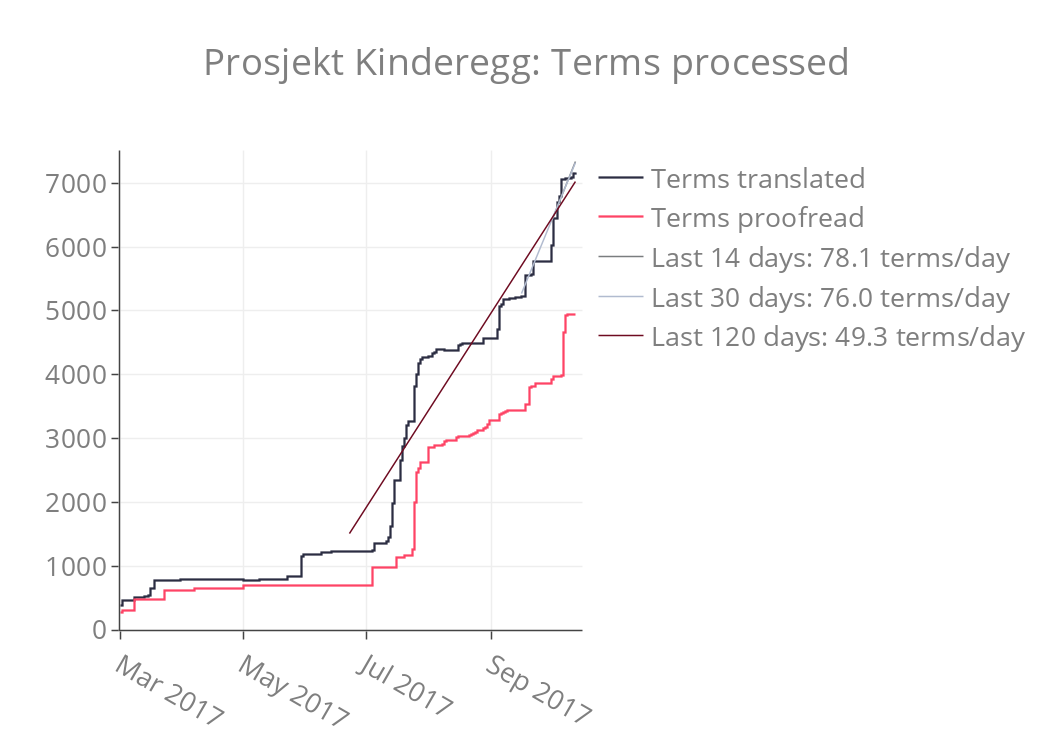 Prosjekt Kinderegg: Terms processed
7000
6000
5000
4000
3000
2000
1000
0
Mar 2017
May 2017
Jul 2017
Sep 2017
Terms translated
Terms proofread
Last 14 days: 78.1 terms/day
Last 30 days: 76.0 terms/day
Last 120 days: 49.3 terms/day